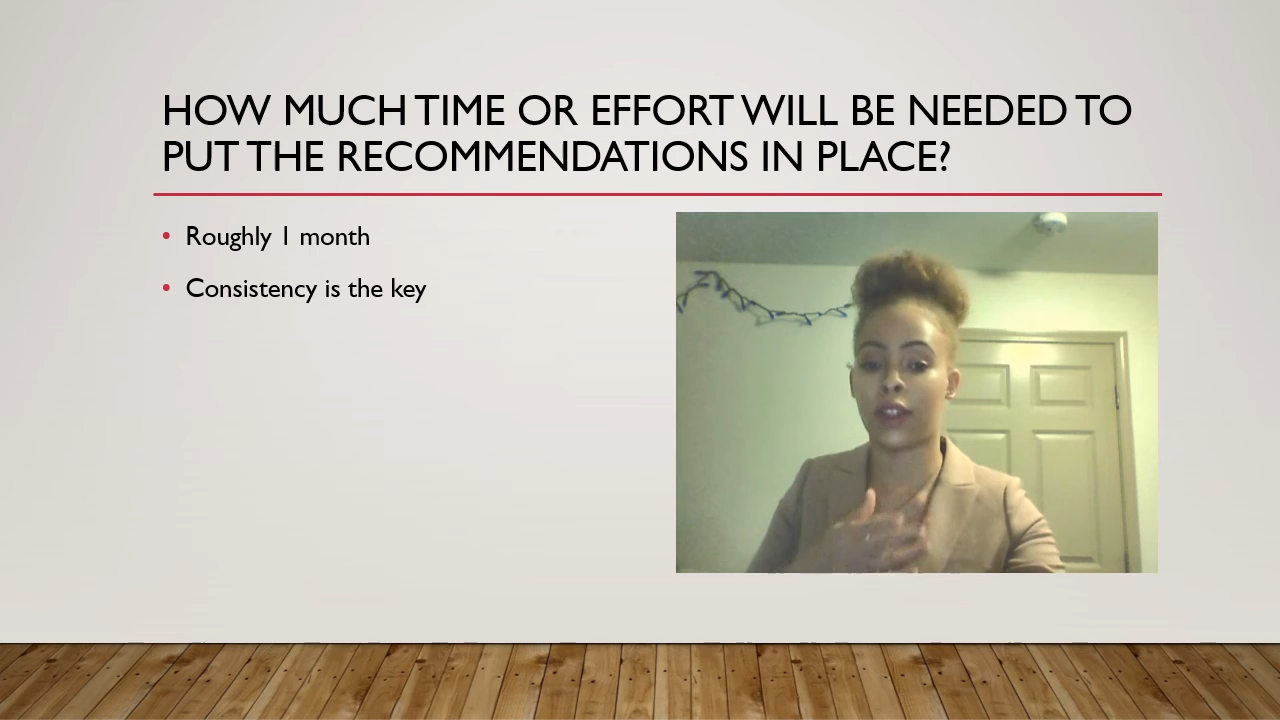 HOW MUCH TIME OR EFFORT WILL BE NEEDED TO
PUT THE RECOMMENDATIONS IN PLACE?
• Roughly 1 month
• Consistency is the key